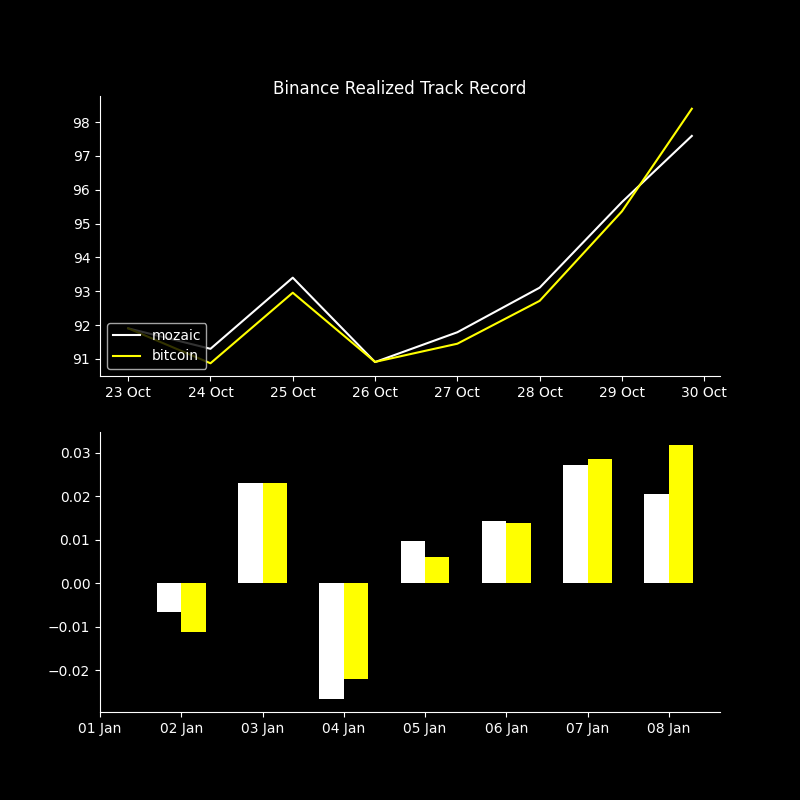 Binance Realized Track Record
98
97
96
95
94
93
92
91
mozaic
bitcoin
23 Oct 24 Oct 25 Oct 26 Oct 27 Oct 28 Oct 29 Oct 30 Oct
0.03
0.02
0.01
0.00
−0.01
−0.02
01 Jan 02 Jan 03 Jan 04 Jan 05 Jan 06 Jan 07 Jan 08 Jan